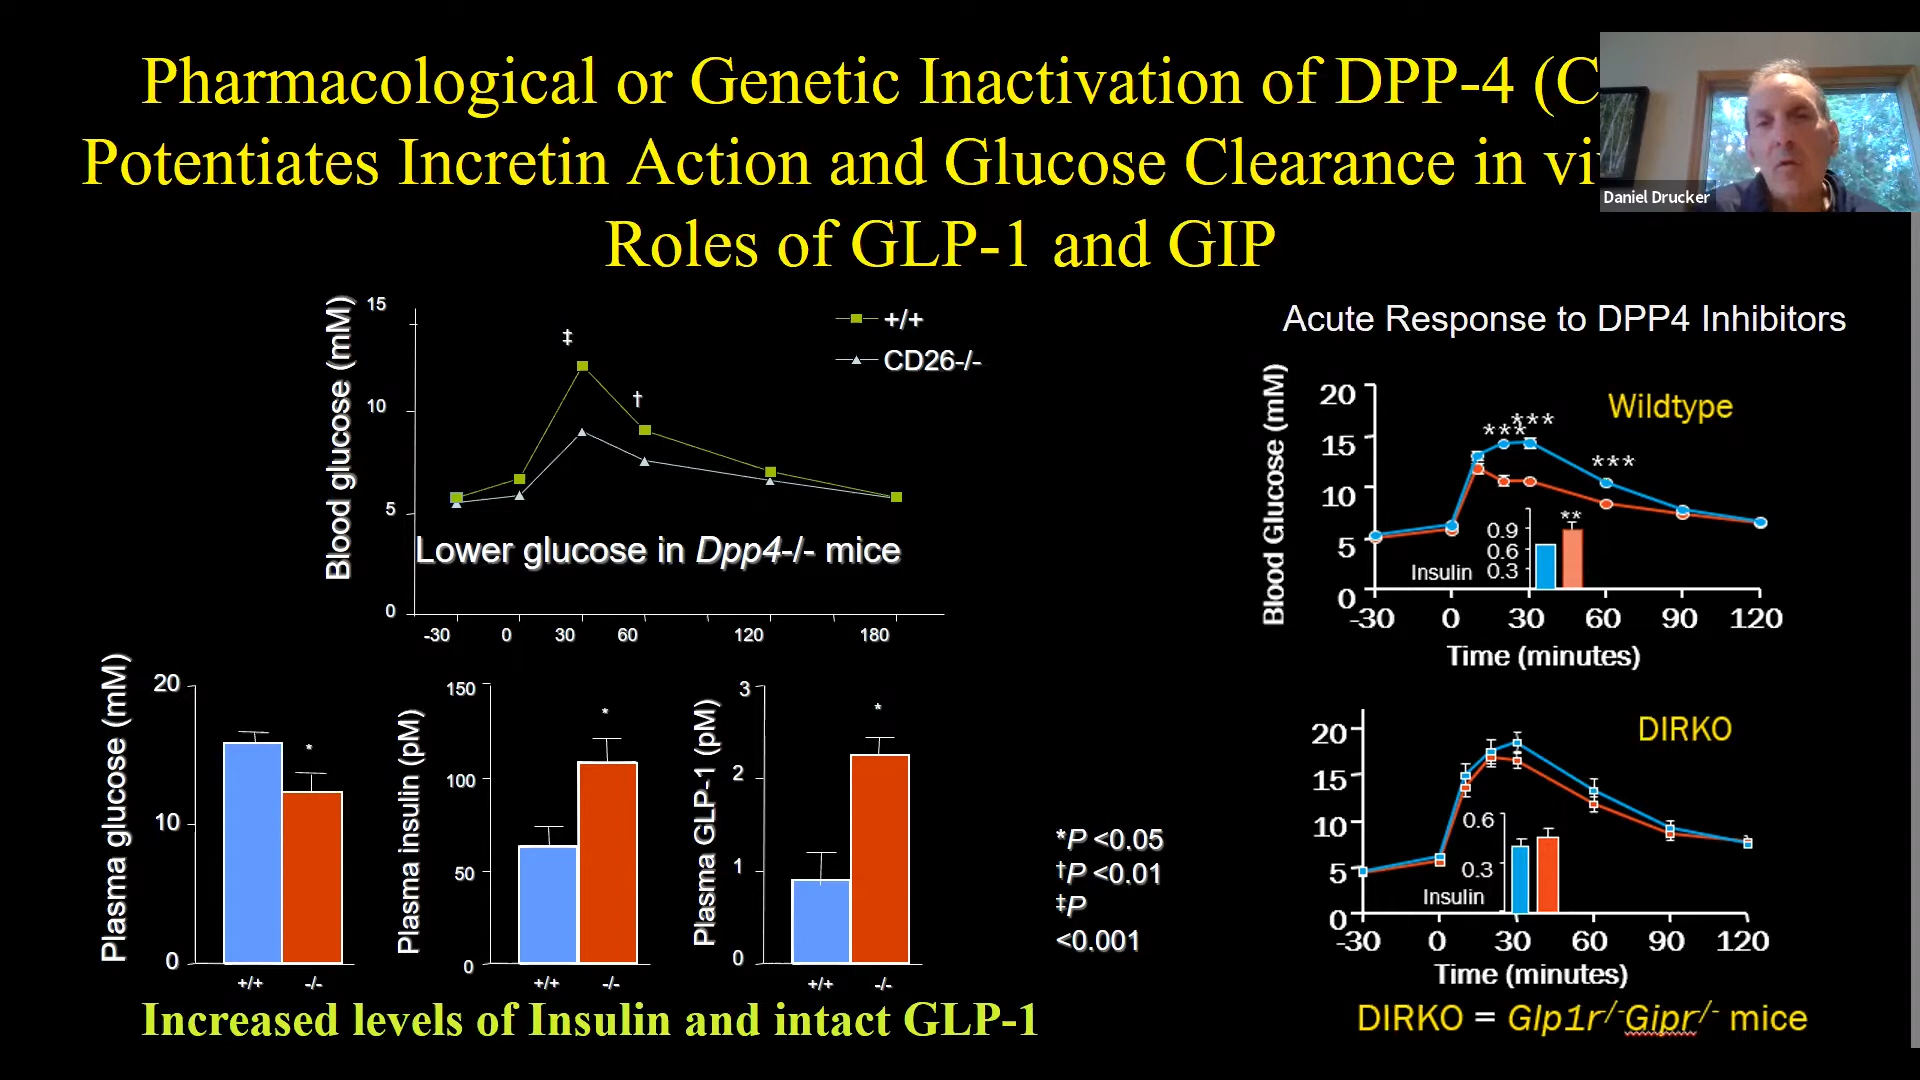 Pharmacological or Genetic Inactivation of DPP-4 (C
Potentiates Incretin Action and Glucose Clearance in
Roles of GLP-1 and GIP
Daniel Drucker
Blood glucose (mM)
15
10
5
0
‡
†
+/+
CD26-/-
Lower glucose in Dpp4-/- mice
-30 0 30 60 120 180
Plasma glucose (mM)
20
10
0
*
+/+ -/-
Plasma insulin (pM)
150
100
50
0
*
+/+ -/-
Plasma GLP-1 (pM)
3
2
1
0
*
+/+ -/-
*P <0.05
†P <0.01
‡P
<0.001
Increased levels of Insulin and intact GLP-1
Acute Response to DPP4 Inhibitors
Blood Glucose (mM)
20
15
10
5
0
Wildtype
***
***
***
Insulin
0.9
0.6
0.3
**
-30 0 30 60 90 120
Time (minutes)
20
15
10
5
0
DIRKO
0.6
0.3
Insulin
-30 0 30 60 90 120
Time (minutes)
DIRKO = Glp1r/-Gipr/- mice